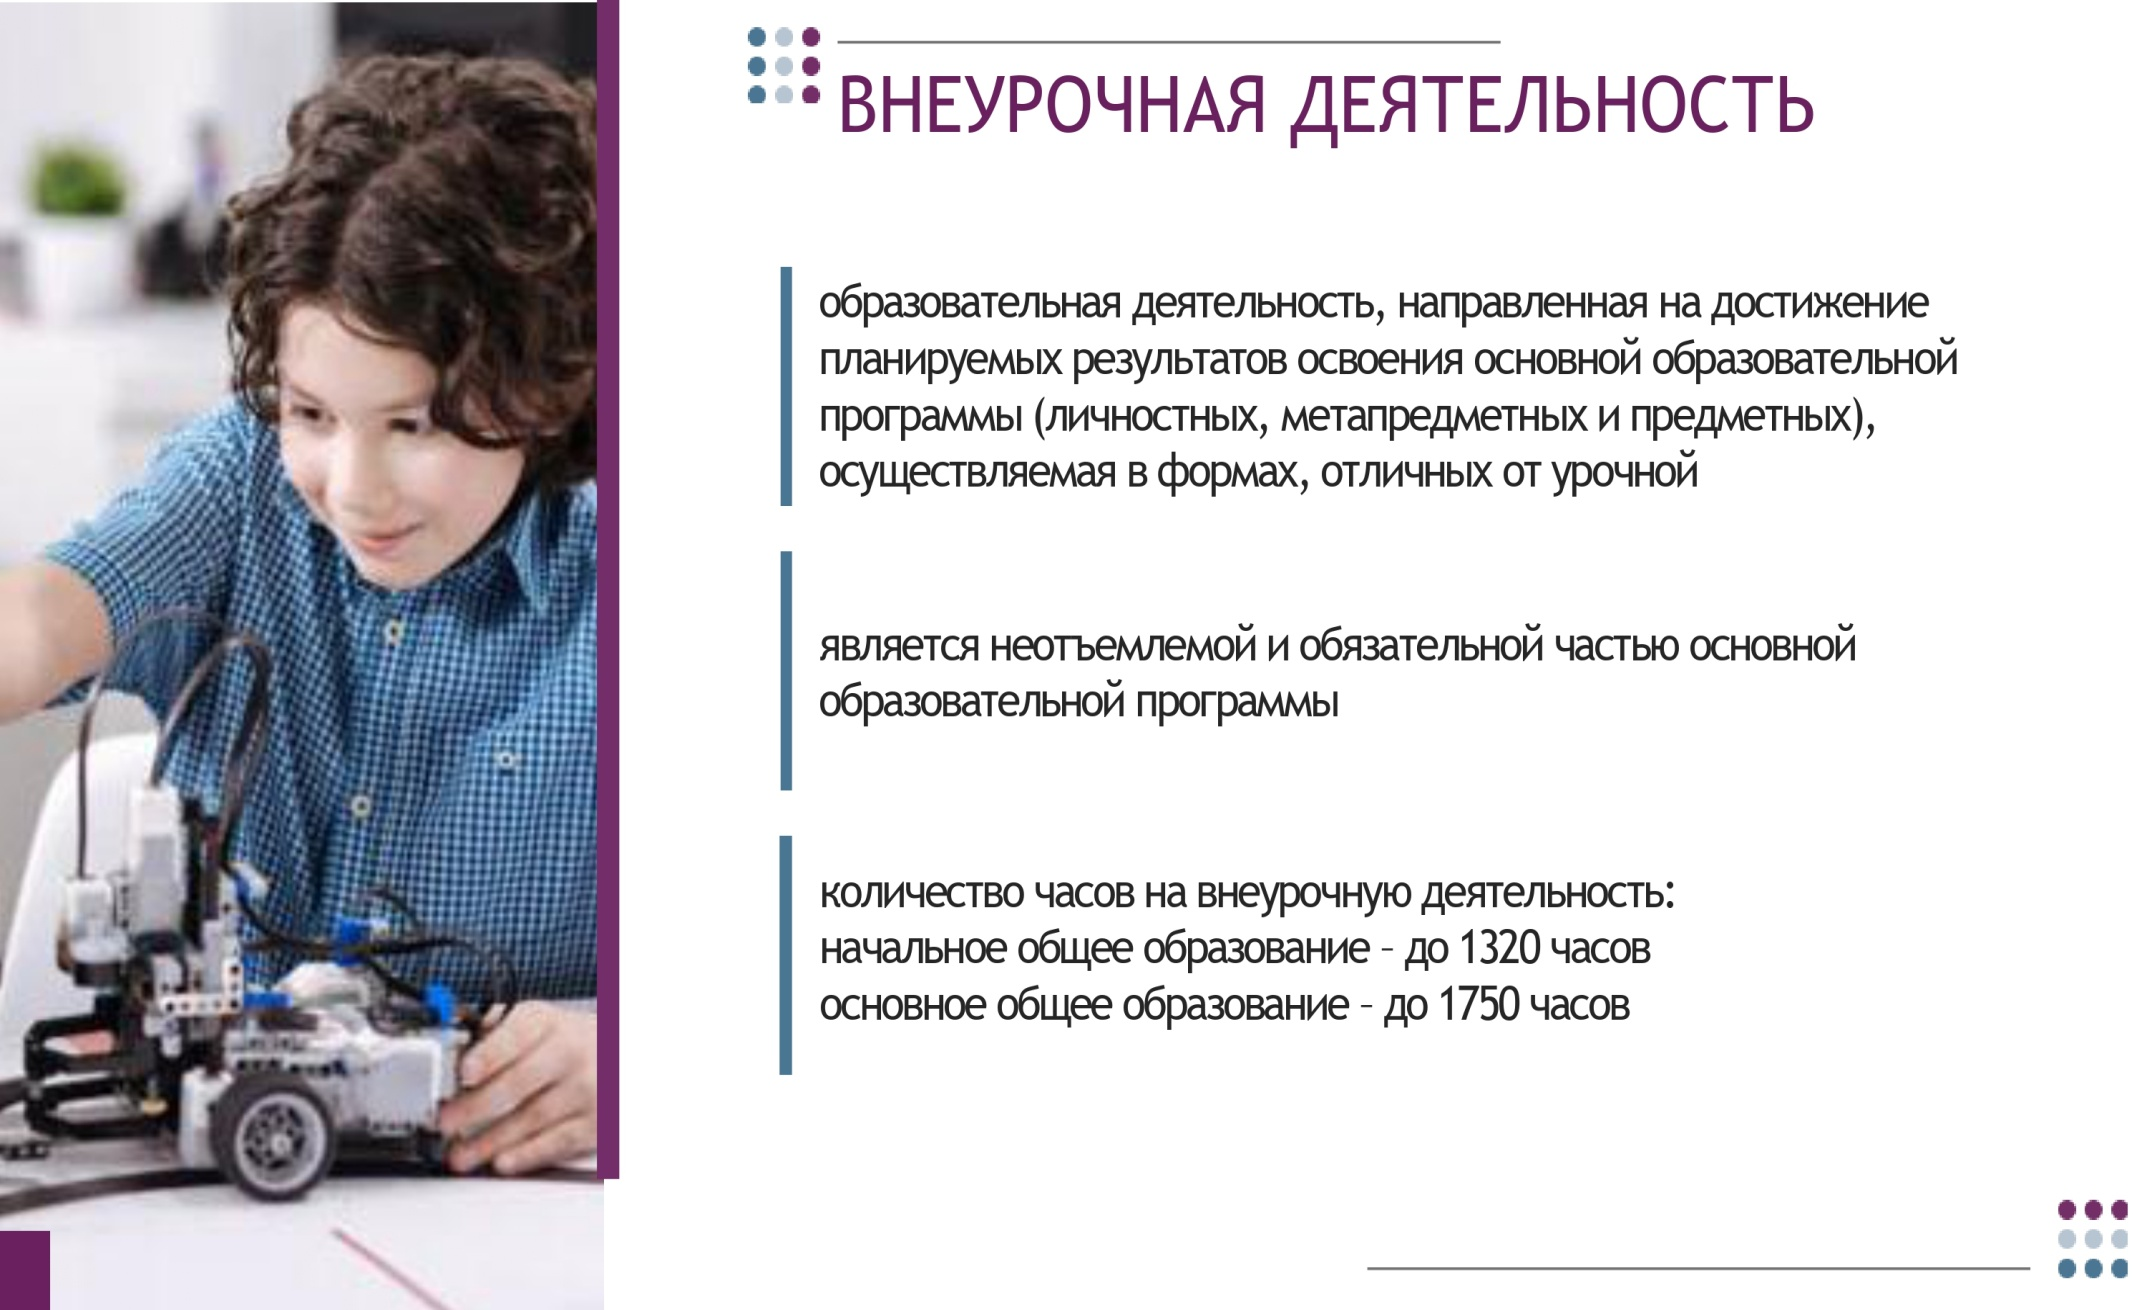 ВНЕУРОЧНАЯ ДЕЯТЕЛЬНОСТЬ
образовательная деятельность, направленная на достижение
планируемых результатов освоения основной образовательной
программы (личностных, метапредметных и предметных),
осуществляемая в формах, отличных от урочной
является неотъемлемой и обязательной частью основной
образовательной программы
количество часов на внеурочную деятельность:
начальное общее образование – до 1320 часов
основное общее образование – до 1750 часов